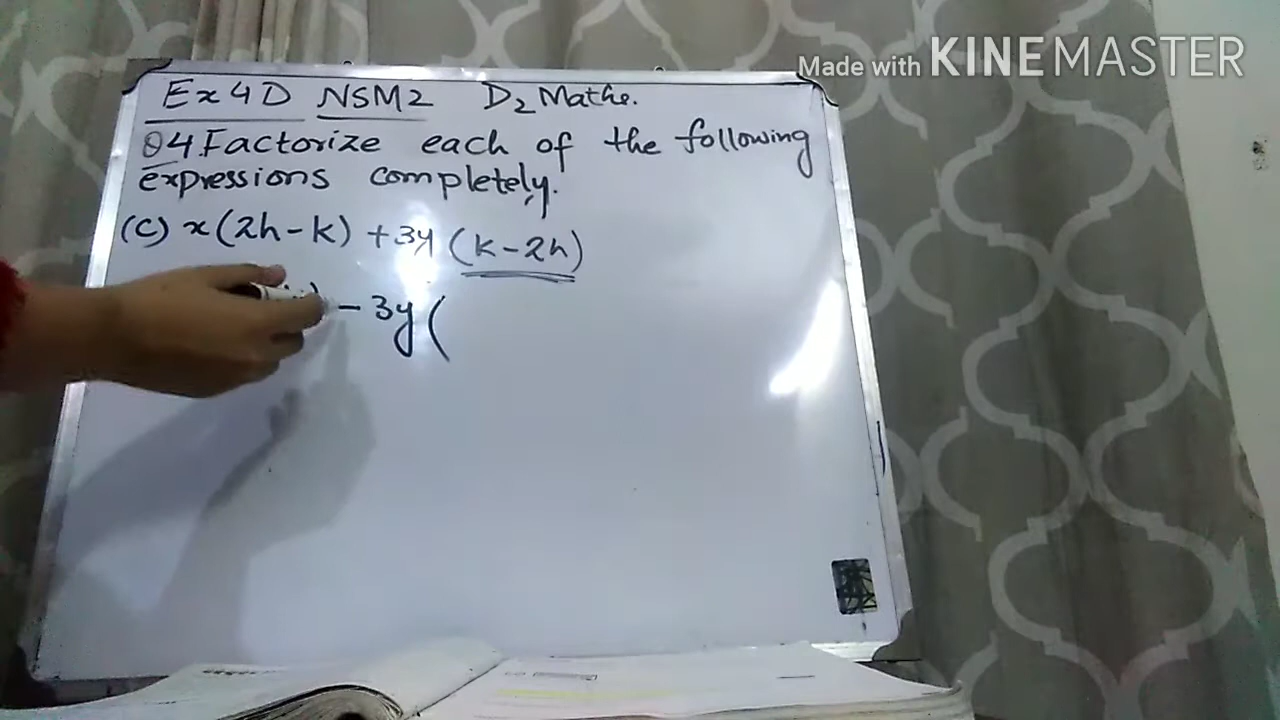 Made with KINEMASTER
Ex 4D NSM2 D2 Maths.
Q4 Factorize each of the following
expressions completely.
(c) x(2h-k) +3y (k-2h)
) - 3y (